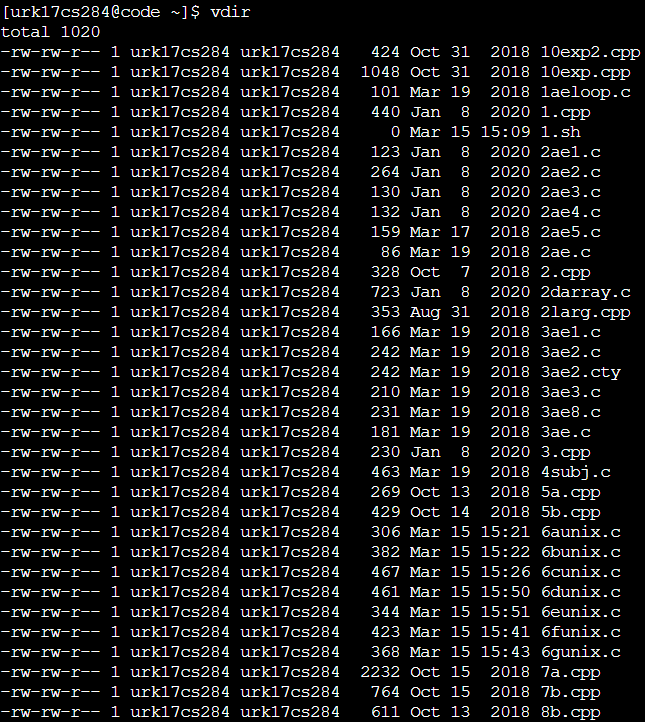 [urk17cs284@code ~]$ vdir
total 1020
-rw-rw-r-- 1 urk17cs284 urk17cs284   424 Oct 31  2018 10exp2.cpp
-rw-rw-r-- 1 urk17cs284 urk17cs284  1048 Oct 31  2018 10exp.cpp
-rw-rw-r-- 1 urk17cs284 urk17cs284   101 Mar 19  2018 1aeloop.c
-rw-rw-r-- 1 urk17cs284 urk17cs284   440 Jan  8  2020 1.cpp
-rw-rw-r-- 1 urk17cs284 urk17cs284     0 Mar 15 15:09 1.sh
-rw-rw-r-- 1 urk17cs284 urk17cs284   123 Jan  8  2020 2ae1.c
-rw-rw-r-- 1 urk17cs284 urk17cs284   264 Jan  8  2020 2ae2.c
-rw-rw-r-- 1 urk17cs284 urk17cs284   130 Jan  8  2020 2ae3.c
-rw-rw-r-- 1 urk17cs284 urk17cs284   132 Jan  8  2020 2ae4.c
-rw-rw-r-- 1 urk17cs284 urk17cs284   159 Mar 17  2018 2ae5.c
-rw-rw-r-- 1 urk17cs284 urk17cs284    86 Mar 19  2018 2ae.c
-rw-rw-r-- 1 urk17cs284 urk17cs284   328 Oct  7  2018 2.cpp
-rw-rw-r-- 1 urk17cs284 urk17cs284   723 Jan  8  2020 2darray.c
-rw-rw-r-- 1 urk17cs284 urk17cs284   353 Aug 31  2018 2larg.cpp
-rw-rw-r-- 1 urk17cs284 urk17cs284   166 Mar 19  2018 3ae1.c
-rw-rw-r-- 1 urk17cs284 urk17cs284   242 Mar 19  2018 3ae2.c
-rw-rw-r-- 1 urk17cs284 urk17cs284   242 Mar 19  2018 3ae2.cty
-rw-rw-r-- 1 urk17cs284 urk17cs284   210 Mar 19  2018 3ae3.c
-rw-rw-r-- 1 urk17cs284 urk17cs284   231 Mar 19  2018 3ae8.c
-rw-rw-r-- 1 urk17cs284 urk17cs284   181 Mar 19  2018 3ae.c
-rw-rw-r-- 1 urk17cs284 urk17cs284   230 Jan  8  2020 3.cpp
-rw-rw-r-- 1 urk17cs284 urk17cs284   463 Mar 19  2018 4subj.c
-rw-rw-r-- 1 urk17cs284 urk17cs284   269 Oct 13  2018 5a.cpp
-rw-rw-r-- 1 urk17cs284 urk17cs284   429 Oct 14  2018 5b.cpp
-rw-rw-r-- 1 urk17cs284 urk17cs284   306 Mar 15 15:21 6aunix.c
-rw-rw-r-- 1 urk17cs284 urk17cs284   382 Mar 15 15:22 6bunix.c
-rw-rw-r-- 1 urk17cs284 urk17cs284   467 Mar 15 15:26 6cunix.c
-rw-rw-r-- 1 urk17cs284 urk17cs284   461 Mar 15 15:50 6dunix.c
-rw-rw-r-- 1 urk17cs284 urk17cs284   344 Mar 15 15:51 6eunix.c
-rw-rw-r-- 1 urk17cs284 urk17cs284   423 Mar 15 15:41 6funix.c
-rw-rw-r-- 1 urk17cs284 urk17cs284   368 Mar 15 15:43 6gunix.c
-rw-rw-r-- 1 urk17cs284 urk17cs284  2232 Oct 15  2018 7a.cpp
-rw-rw-r-- 1 urk17cs284 urk17cs284   764 Oct 15  2018 7b.cpp
-rw-rw-r-- 1 urk17cs284 urk17cs284   611 Oct 13  2018 8b.cpp